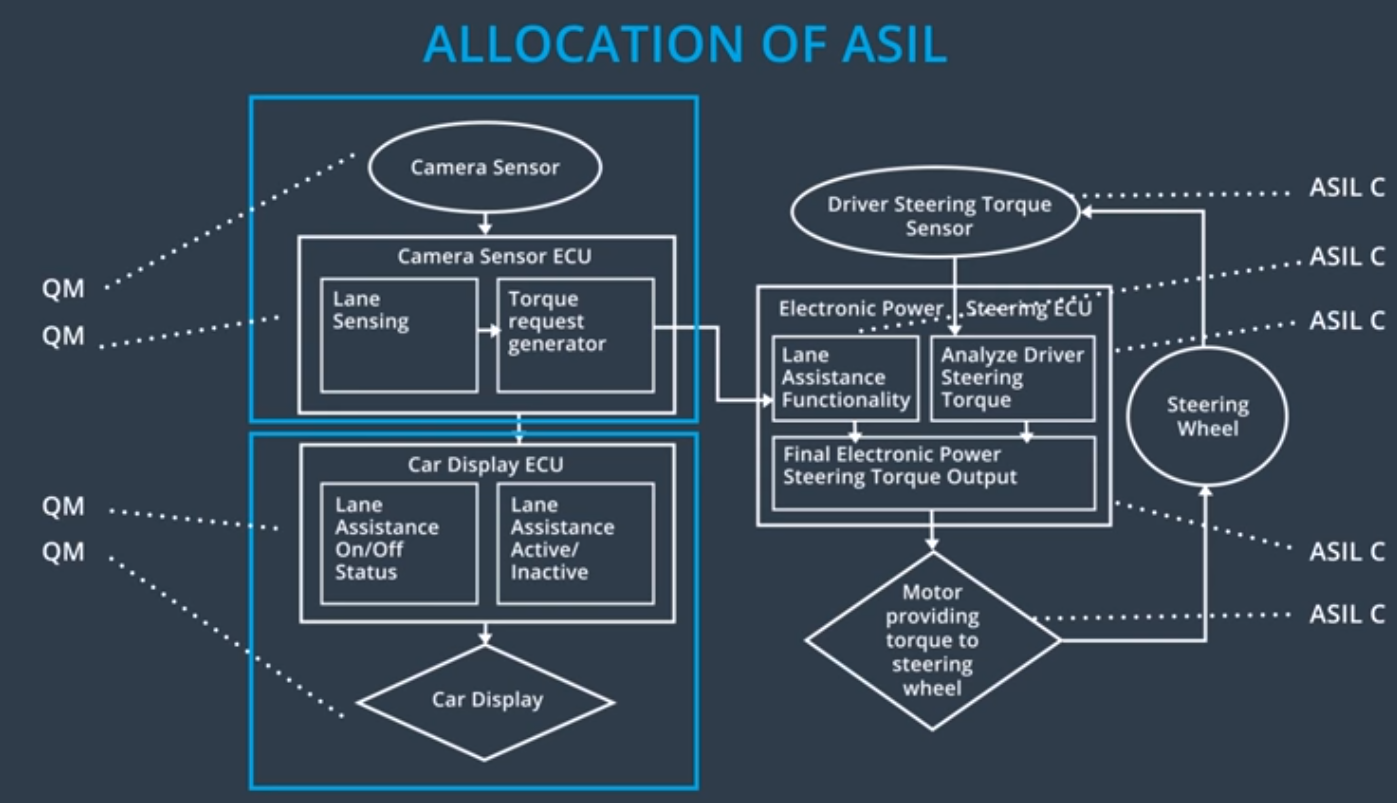 ALLOCATION OF ASIL
Camera Sensor
Camera Sensor ECU
Lane
Sensing
Torque
request
generator
QM
QM
Car Display ECU
Lane
Assistance
On/Off
Status
Lane
Assistance
Active/
Inactive
QM
QM
Car Display
Driver Steering Torque
Sensor
Electronic Power Steering ECU
Lane
Assistance
Functionality
Analyze Driver
Steering
Torque
Final Electronic Power
Steering Torque Output
Motor
providing
torque to
steering
wheel
Steering
Wheel
ASIL C
ASIL C
ASIL C
ASIL C
ASIL C